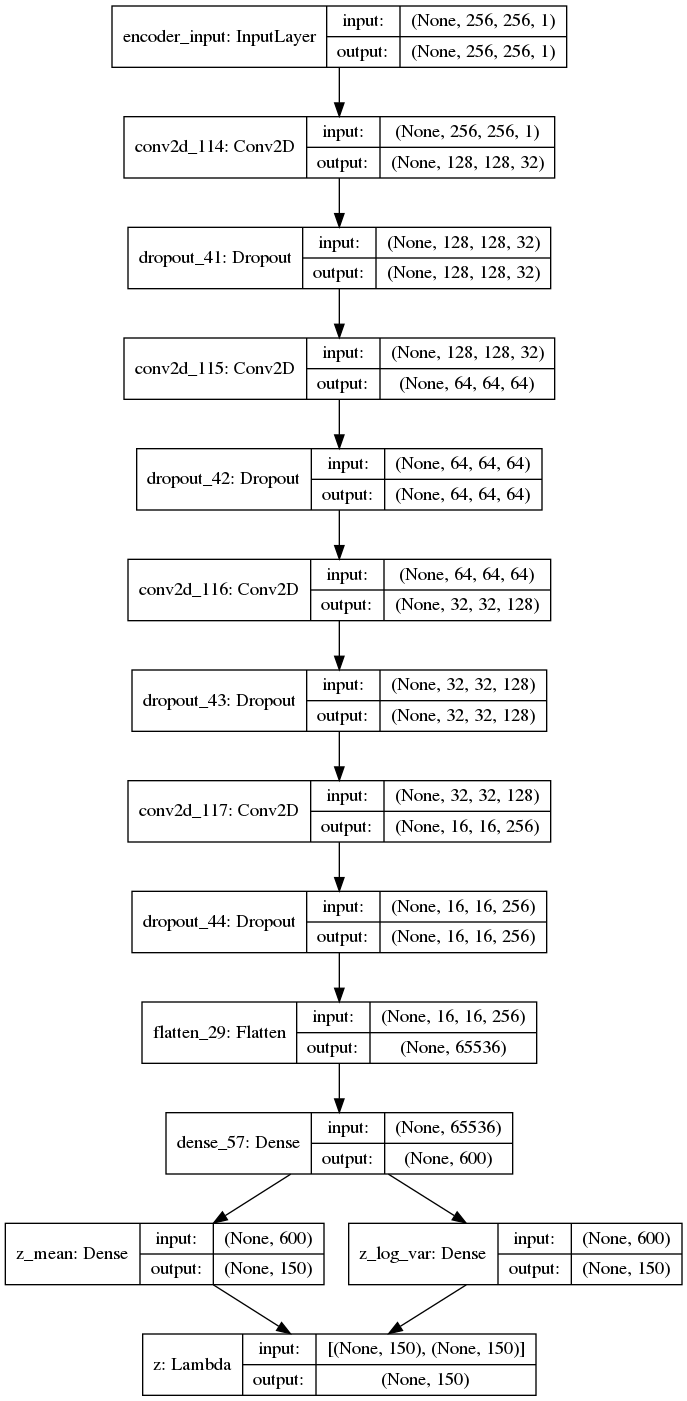 encoder_input: InputLayer
input: (None, 256, 256, 1)
output: (None, 256, 256, 1)
conv2d_114: Conv2D
input: (None, 256, 256, 1)
output: (None, 128, 128, 32)
dropout_41: Dropout
input: (None, 128, 128, 32)
output: (None, 128, 128, 32)
conv2d_115: Conv2D
input: (None, 128, 128, 32)
output: (None, 64, 64, 64)
dropout_42: Dropout
input: (None, 64, 64, 64)
output: (None, 64, 64, 64)
conv2d_116: Conv2D
input: (None, 64, 64, 64)
output: (None, 32, 32, 128)
dropout_43: Dropout
input: (None, 32, 32, 128)
output: (None, 32, 32, 128)
conv2d_117: Conv2D
input: (None, 32, 32, 128)
output: (None, 16, 16, 256)
dropout_44: Dropout
input: (None, 16, 16, 256)
output: (None, 16, 16, 256)
flatten_29: Flatten
input: (None, 16, 16, 256)
output: (None, 65536)
dense_57: Dense
input: (None, 65536)
output: (None, 600)
z_mean: Dense
input: (None, 600)
output: (None, 150)
z_log_var: Dense
input: (None, 600)
output: (None, 150)
z: Lambda
input: [(None, 150), (None, 150)]
output: (None, 150)